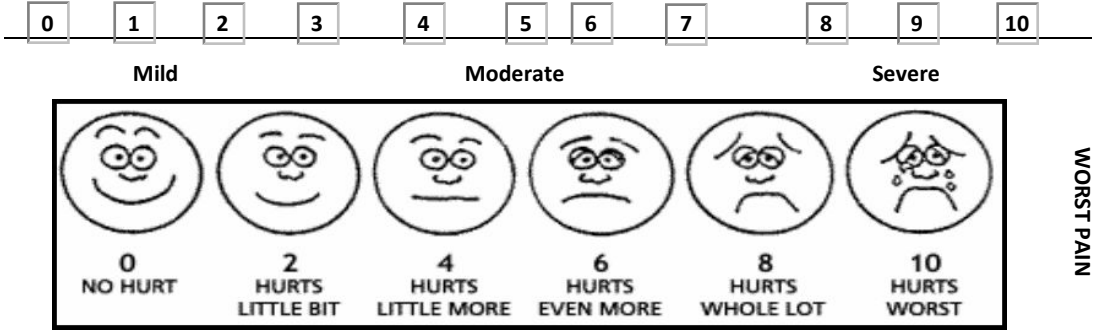 0 1 2 3 4 5 6 7 8 9 10
Mild Moderate Severe
0 2 4 6 8 10
NO HURT HURTS HURTS HURTS HURTS HURTS
LITTLE BIT LITTLE MORE EVEN MORE WHOLE LOT WORST
WORST PAIN